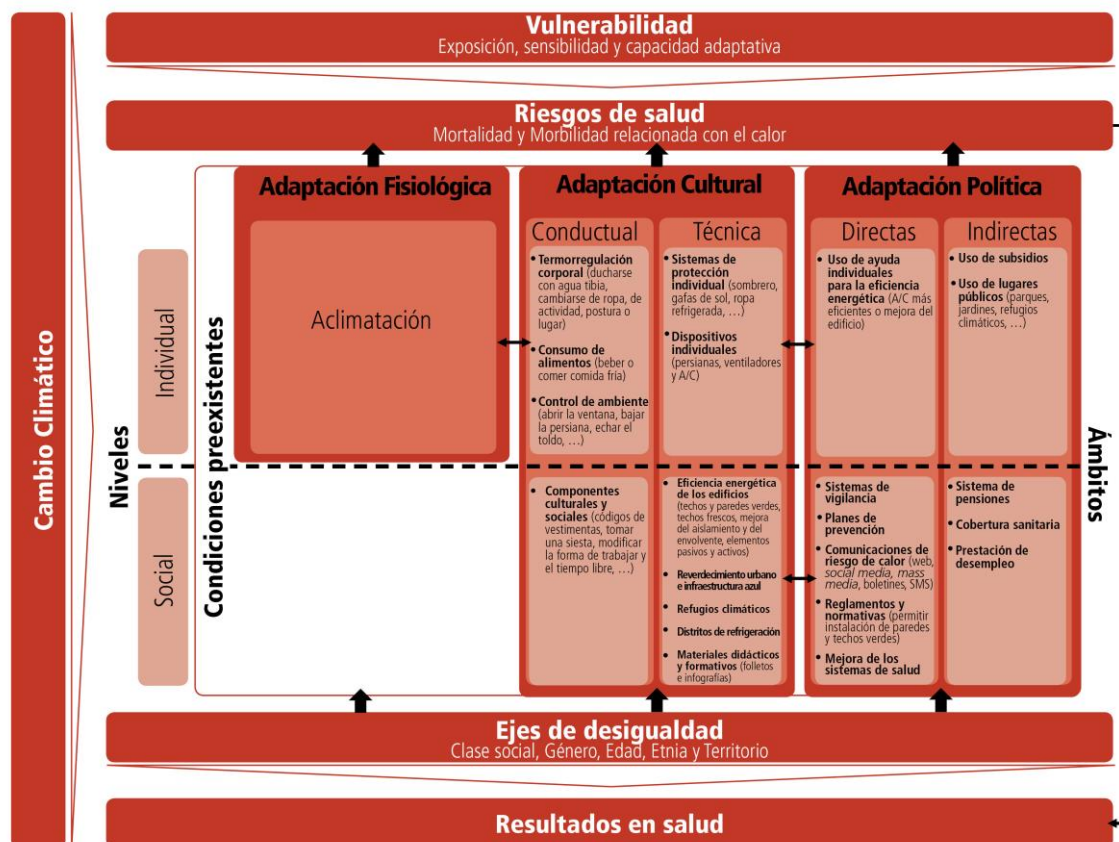 Vulnerabilidad
Exposición, sensibilidad y capacidad adaptativa
Riesgos de salud
Mortalidad y Morbilidad relacionada con el calor
Cambio Climático
Niveles
Individual
Social
Condiciones preexistentes
Ámbitos
Adaptación Fisiológica
Aclimatación
Adaptación Cultural
Conductual
• Termorregulación
corporal (ducharse
con agua tibia,
cambiarse de ropa, de
actividad, postura o
lugar)
• Consumo de
alimentos (beber o
comer comida fría)
• Control de ambiente
(abrir la ventana, bajar
la persiana, echar el
toldo, ...)
• Componentes
culturales y
sociales (códigos de
vestimentas, tomar
una siesta, modificar
la forma de trabajar y
el tiempo libre, ...)
Técnica
• Sistemas de
protección
individual (sombrero,
gafas de sol, ropa
refrigerada, ...)
• Dispositivos
individuales
(persianas, ventiladores
y A/C)
• Eficiencia energética
de los edificios
(techos y paredes verdes,
techos frescos, mejora
del aislamiento y del
envolvente, elementos
pasivos y activos)
• Reverdecimiento urbano
e infraestructura azul
• Refugios climáticos
• Distritos de refrigeración
• Materiales didácticos
y formativos (folletos
e infografías)
Adaptación Política
Directas
• Uso de ayuda
individuales
para la eficiencia
energética (A/C más
eficientes o mejora del
edificio)
• Sistemas de
vigilancia
• Planes de
prevención
• Comunicaciones de
riesgo de calor (web,
social media, mass
media, boletines, SMS)
• Reglamentos y
normativas (permitir
instalación de paredes
y techos verdes)
• Mejora de los
sistemas de salud
Indirectas
• Uso de subsidios
• Uso de lugares
públicos (parques,
jardines, refugios
climáticos, ...)
• Sistema de
pensiones
• Cobertura sanitaria
• Prestación de
desempleo
Ejes de desigualdad
Clase social, Género, Edad, Etnia y Territorio
Resultados en salud